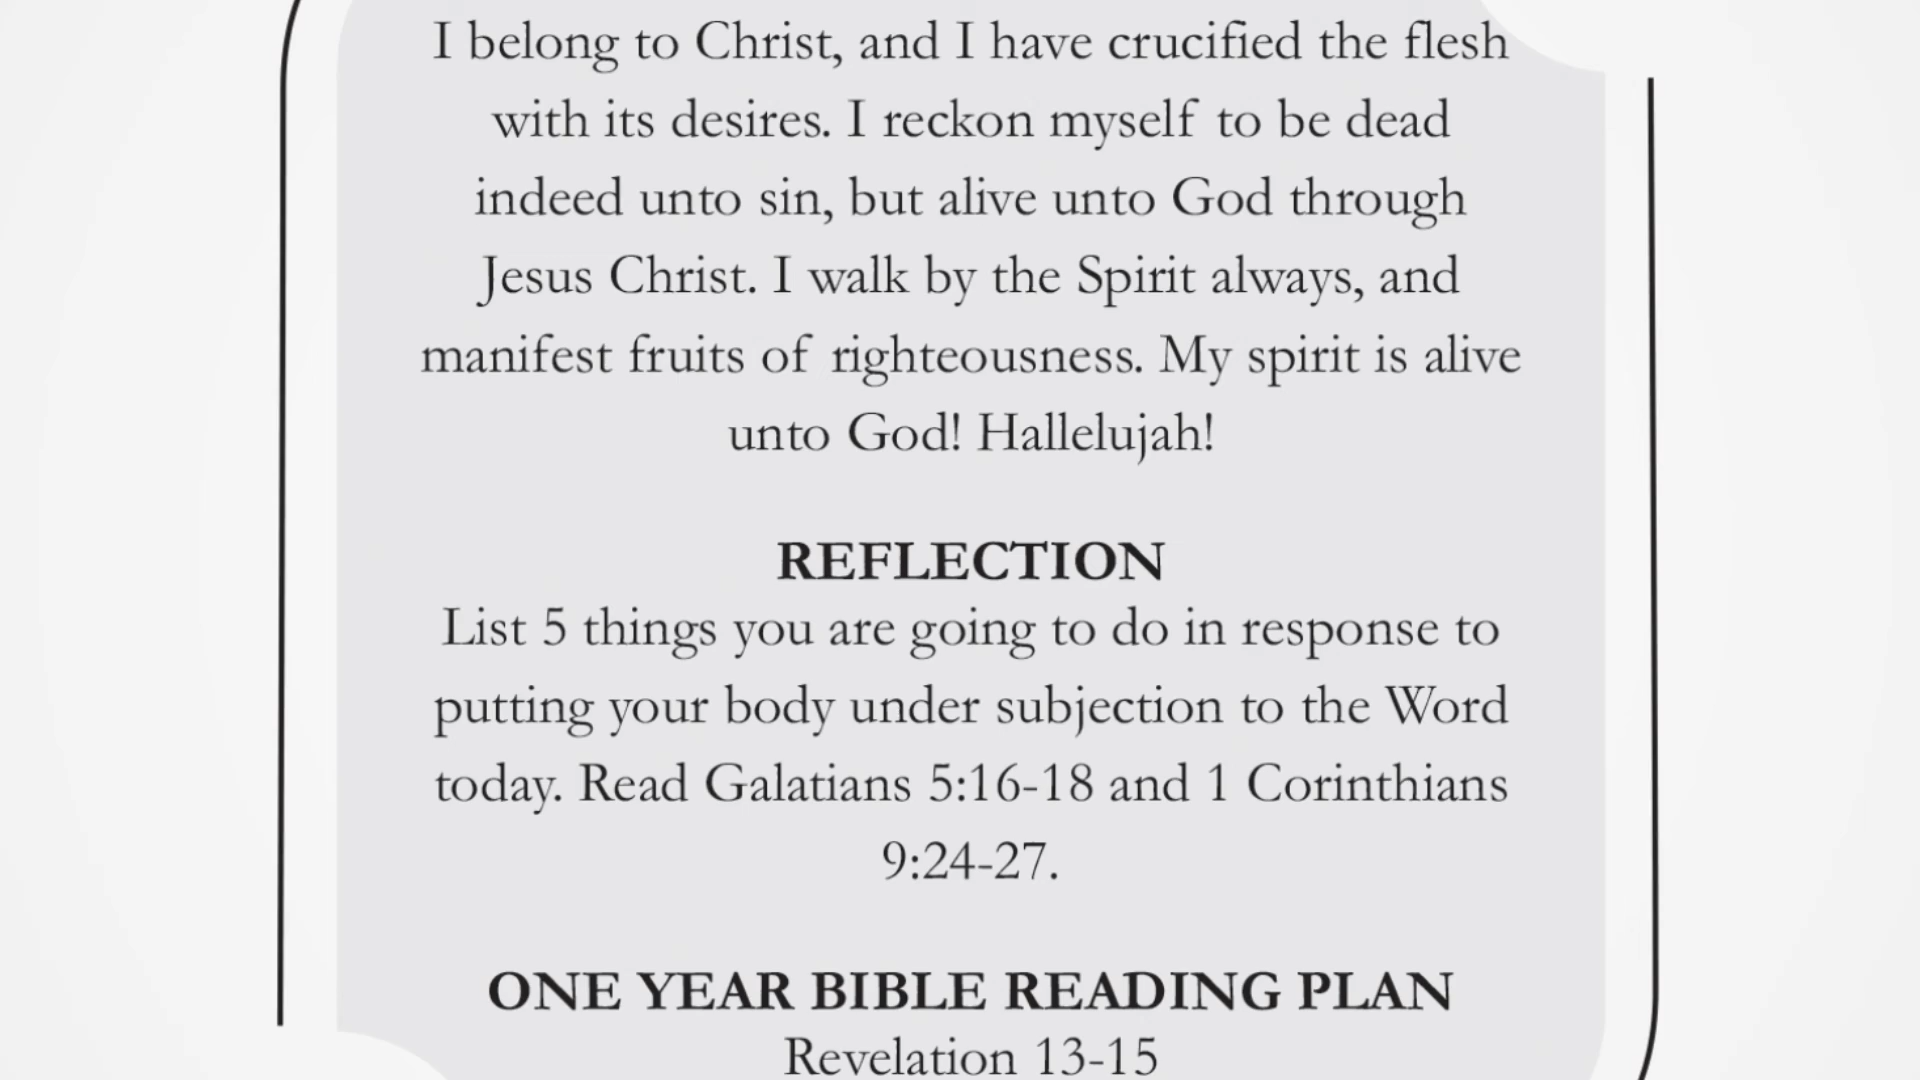 I belong to Christ, and I have crucified the flesh
with its desires. I reckon myself to be dead
indeed unto sin, but alive unto God through
Jesus Christ. I walk by the Spirit always, and
manifest fruits of righteousness. My spirit is alive
unto God! Hallelujah!
REFLECTION
List 5 things you are going to do in response to
putting your body under subjection to the Word
today. Read Galatians 5:16-18 and 1 Corinthians
9:24-27.
ONE YEAR BIBLE READING PLAN
Revelation 13-15